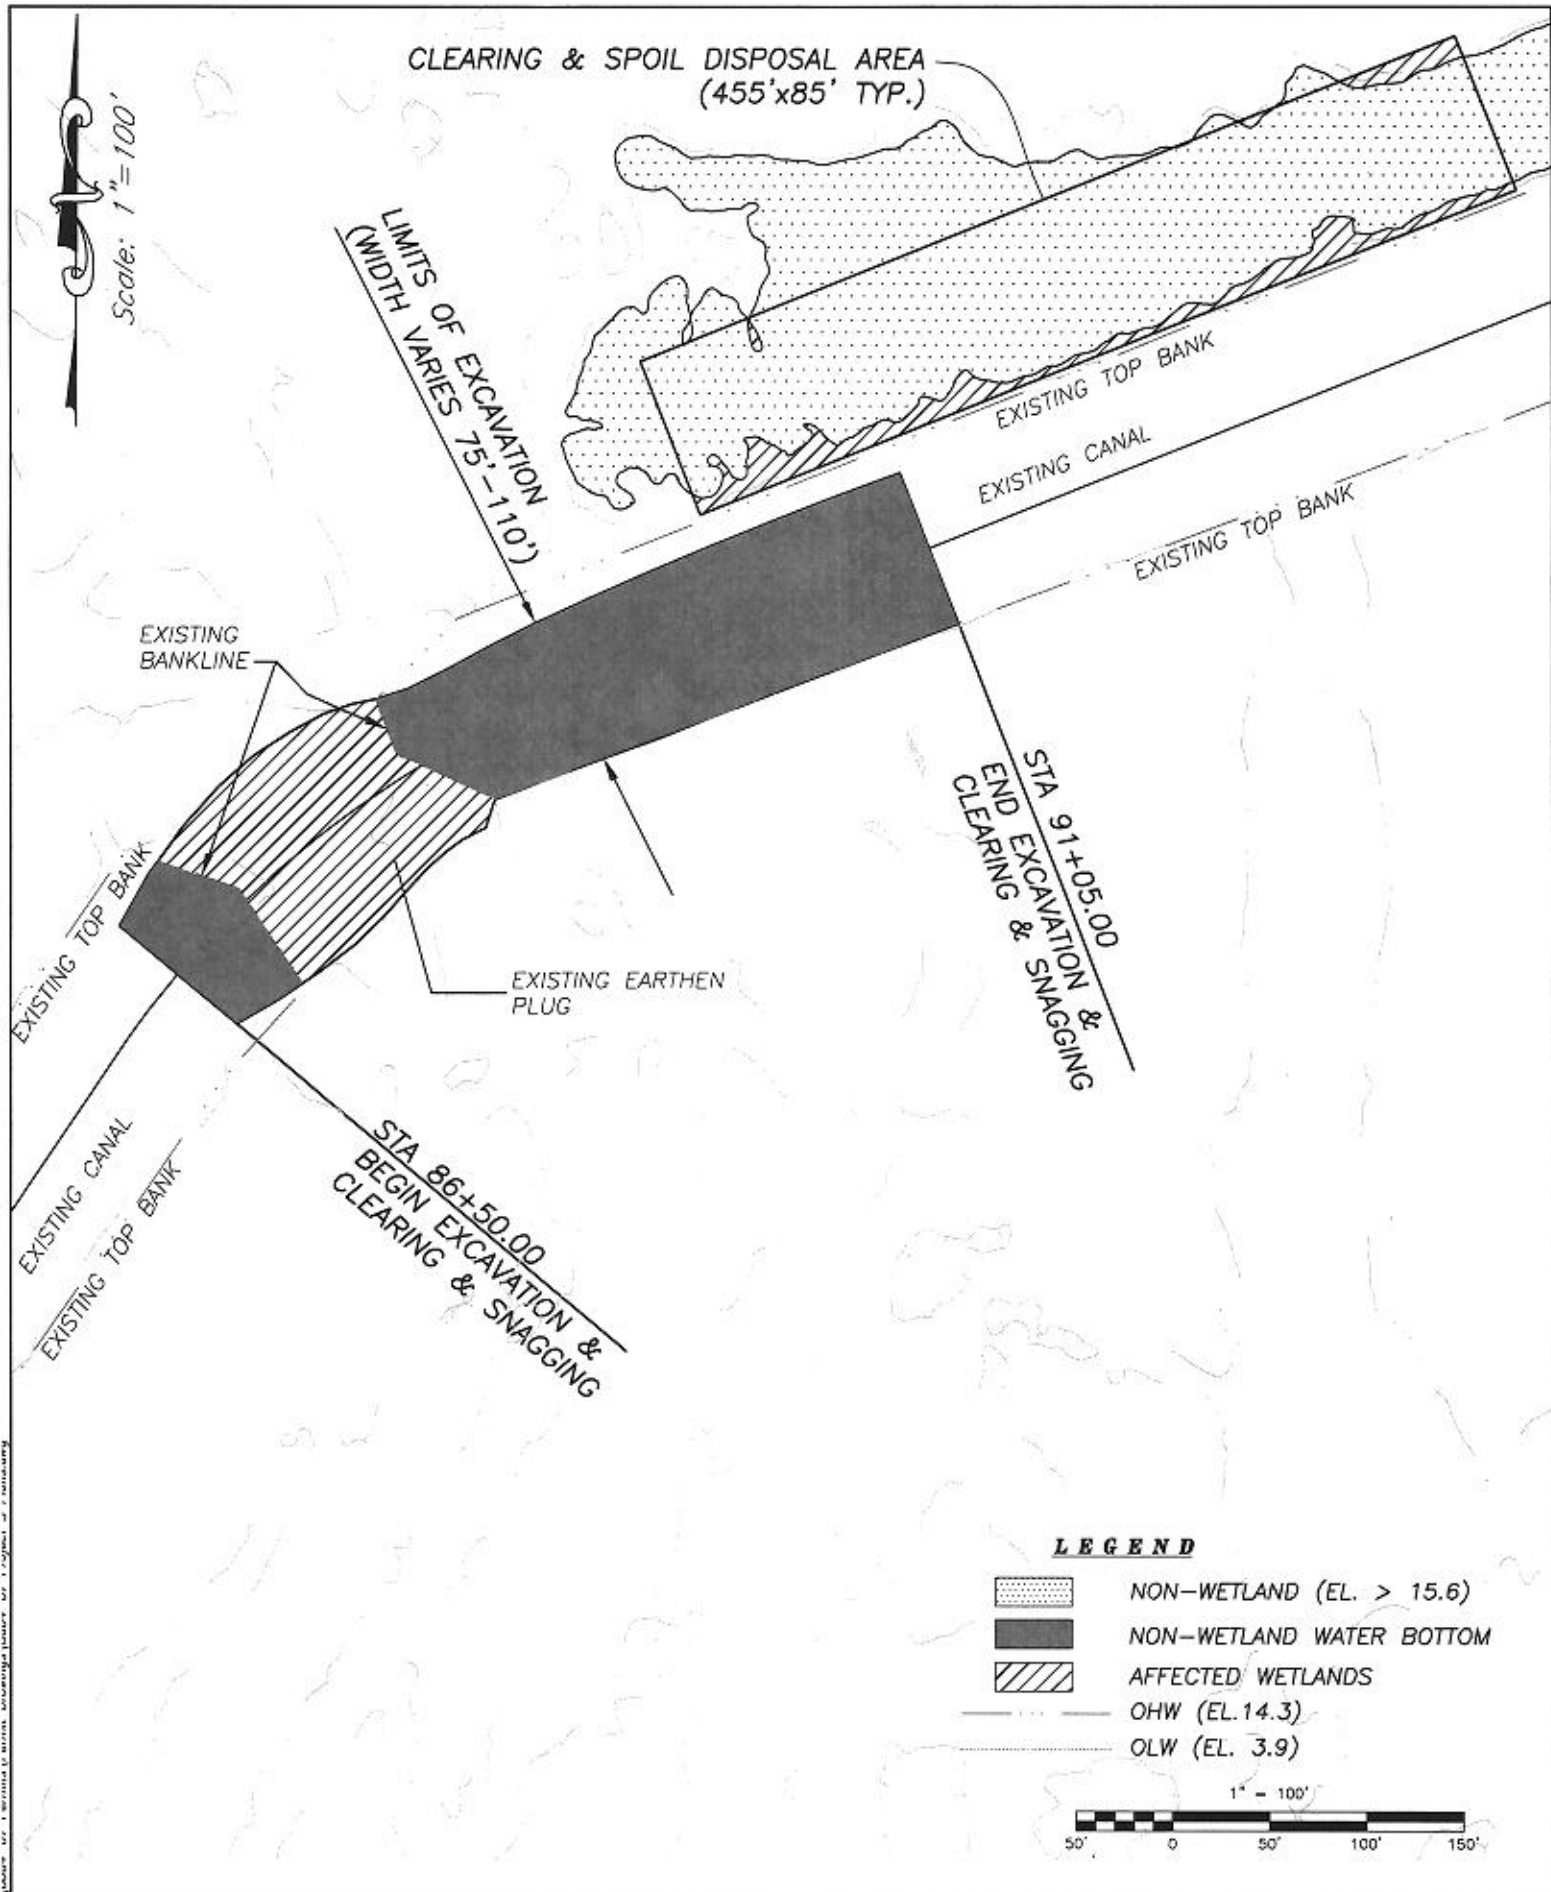 CLEARING & SPOIL DISPOSAL AREA
(455'x85' TYP.)
Scale: 1"=100'
LIMITS OF EXCAVATION
(WIDTH VARIES 75'-110')
EXISTING TOP BANK
EXISTING CANAL
EXISTING TOP BANK
EXISTING
BANKLINE
STA 91+05.00
END EXCAVATION &
CLEARING & SNAGGING
EXISTING TOP BANK
EXISTING EARTHEN
PLUG
STA 86+50.00
BEGIN EXCAVATION &
CLEARING & SNAGGING
EXISTING CANAL
EXISTING TOP BANK
LEGEND
NON-WETLAND (EL. > 15.6)
NON-WETLAND WATER BOTTOM
AFFECTED WETLANDS
OHW (EL.14.3)
OLW (EL. 3.9)
1" = 100'
50' 0 50' 100' 150'